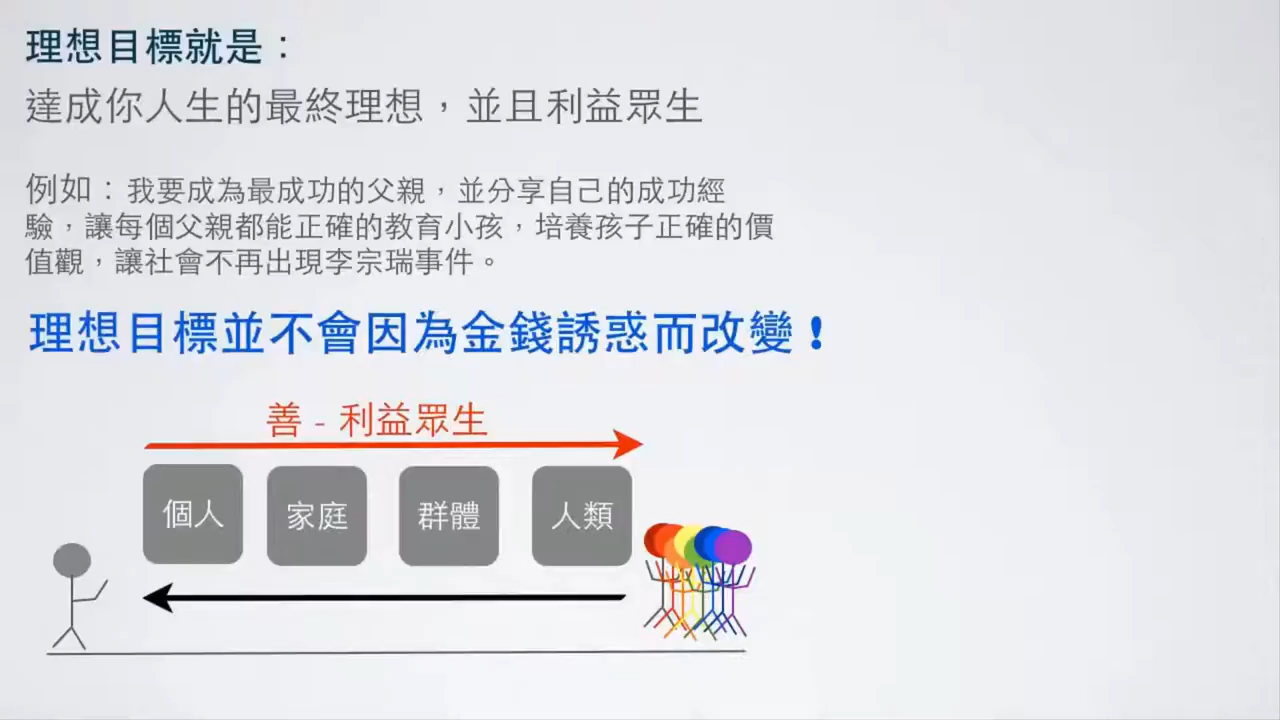 理想目標就是：
達成你人生的最終理想，並且利益眾生
例如：我要成為最成功的父親，並分享自己的成功經
驗，讓每個父親都能正確的教育小孩，培養孩子正確的價
值觀，讓社會不再出現李宗瑞事件。
理想目標並不會因為金錢誘惑而改變！
善 - 利益眾生
個人 家庭 群體 人類